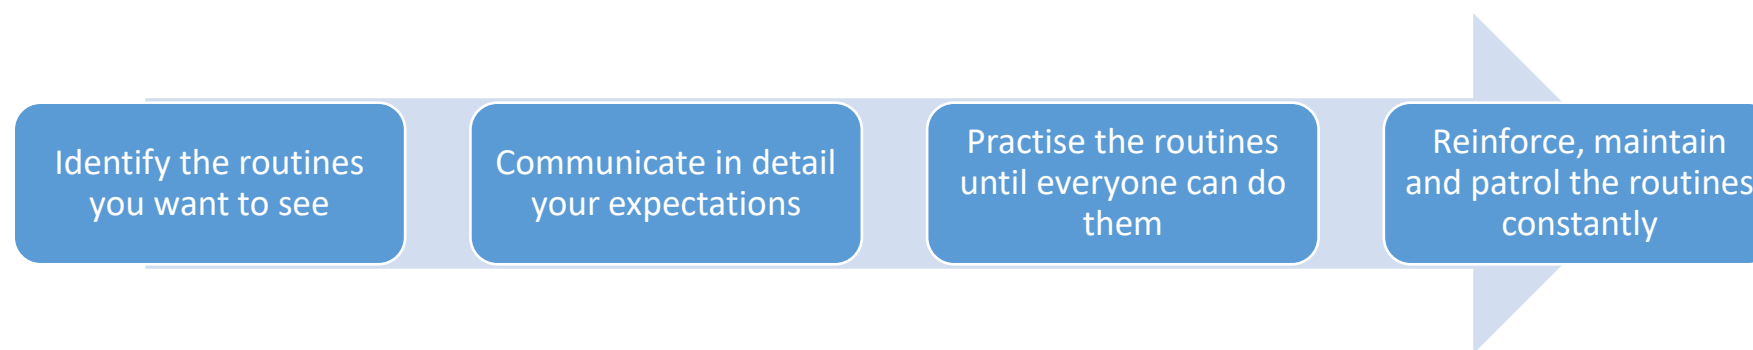 Identify the routines
you want to see
Communicate in detail
your expectations
Practise the routines
until everyone can do
them
Reinforce, maintain
and patrol the routines
constantly